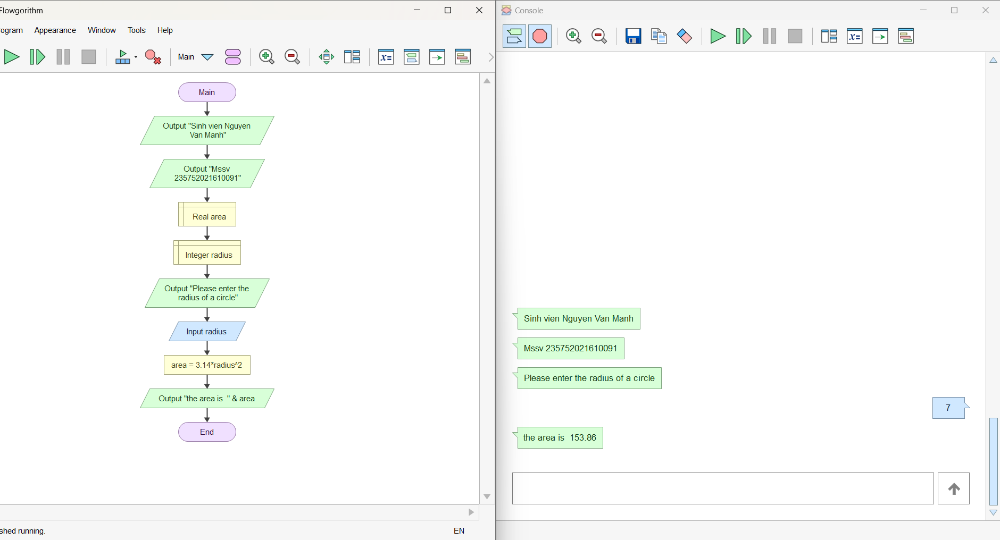 Flowgorithm
rogram Appearance Window Tools Help
Main
x=
Main
Output "Sinh vien Nguyen
Van Manh"
Output "Mssv
235752021610091"
Real area
Integer radius
Output "Please enter the
radius of a circle"
Input radius
area = 3.14*radius^2
Output "the area is  " & area
End
shed running.
EN
Console
x=
Sinh vien Nguyen Van Manh
Mssv 235752021610091
Please enter the radius of a circle
7
the area is  153.86